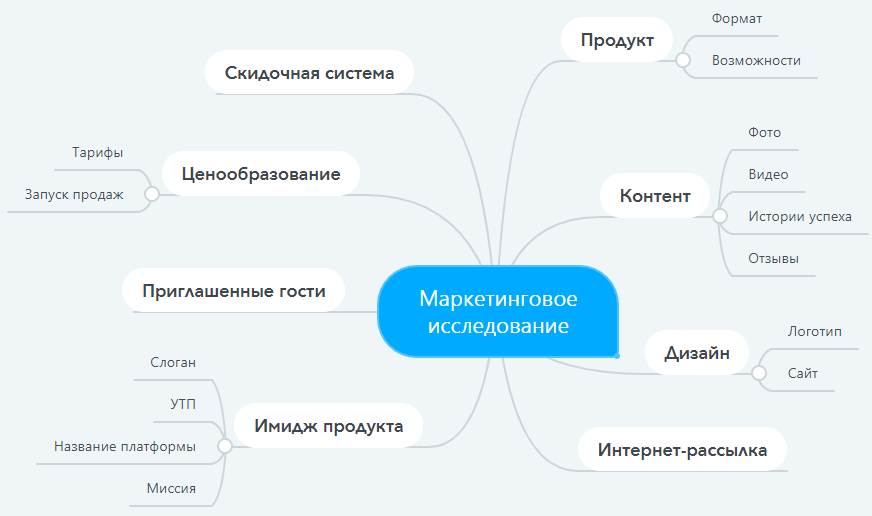 Формат
Продукт
Возможности
Скидочная система
Фото
Тарифы
Ценообразование
Видео
Запуск продаж
Контент
Истории успеха
Отзывы
Приглашенные гости
Маркетинговое
исследование
Логотип
Дизайн
Слоган
Сайт
УТП
Имидж продукта
Название платформы
Интернет-рассылка
Миссия